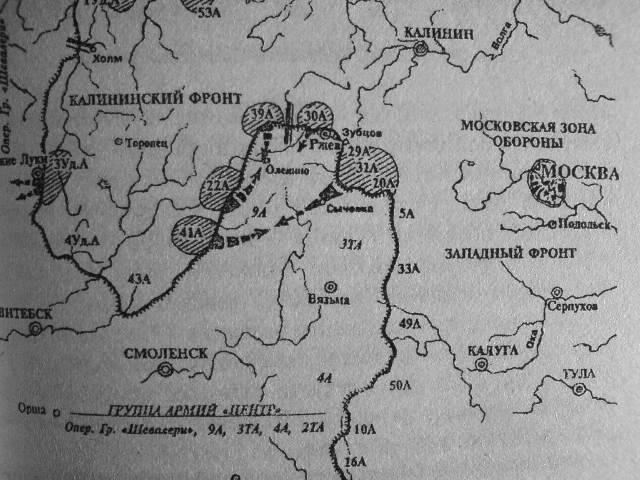 53А
Опер. Гр. «Шевалери»
Холм
КАЛИНИН
Волга
КАЛИНИНСКИЙ ФРОНТ
39А
30А
Ржев
Зубцов
МОСКОВСКАЯ ЗОНА
ОБОРОНЫ
Торопец
29А
31А
20А
Оленино
кие Луки
3Уд.А
МОСКВА
22А
Сычевка
9А
5А
Подольск
41А
4Уд.А
3ТА
ЗАПАДНЫЙ ФРОНТ
43А
33А
Вязьма
Серпухов
ВИТЕБСК
49А
Ока
СМОЛЕНСК
КАЛУГА
ТУЛА
4А
50А
Орша
ГРУППА АРМИЙ «ЦЕНТР»
Опер. Гр. «Шевалери», 9А, 3ТА, 4А, 2ТА
10А
16А